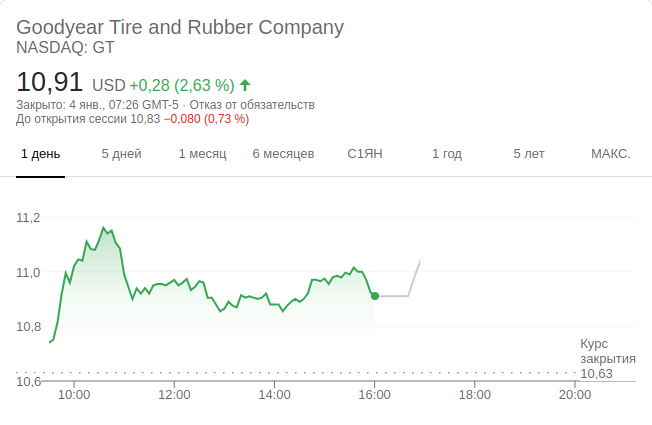 Goodyear Tire and Rubber Company
NASDAQ: GT
10,91 USD +0,28 (2,63 %)
Закрыто: 4 янв., 07:26 GMT-5 · Отказ от обязательств
До открытия сессии 10,83 −0,080 (0,73 %)
1 день 5 дней 1 месяц 6 месяцев С1ЯН 1 год 5 лет МАКС.
11,2
11,0
10,8
10,6
Курс
закрытия
10,63
10:00 12:00 14:00 16:00 18:00 20:00